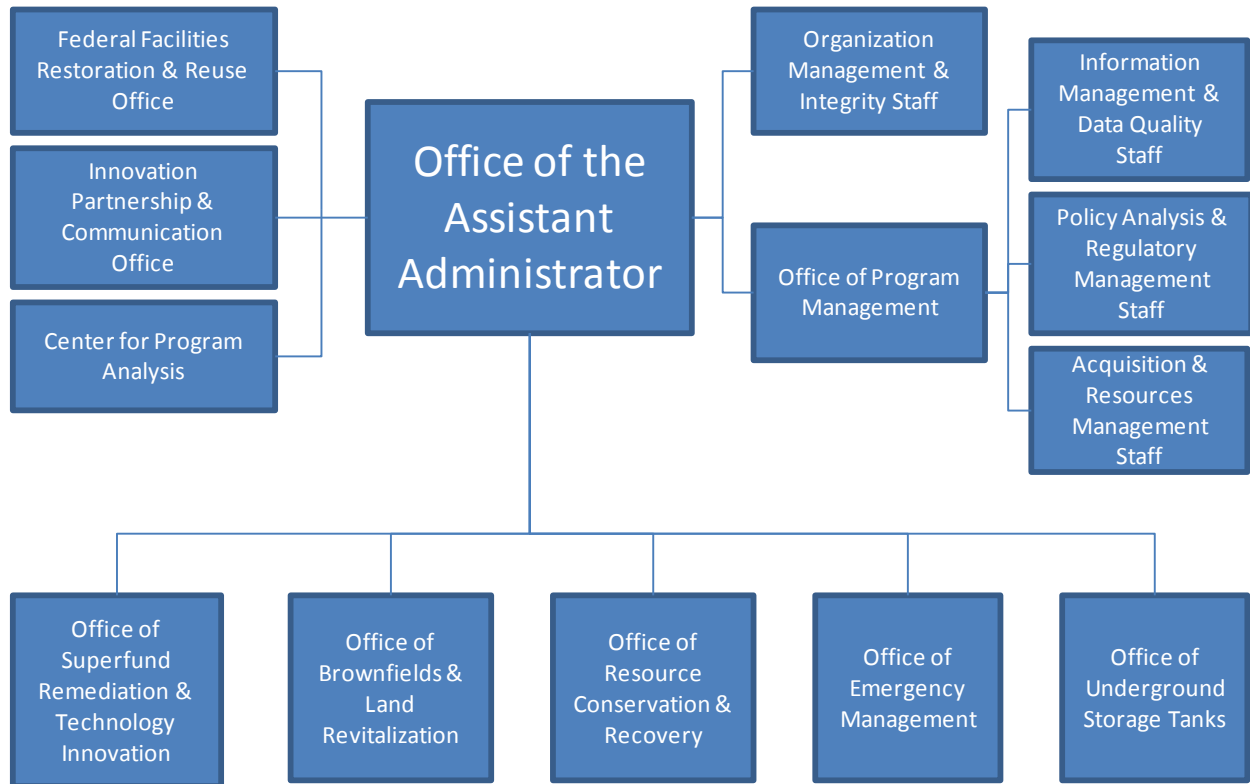 Federal Facilities
Restoration & Reuse
Office
Innovation
Partnership &
Communication
Office
Center for Program
Analysis
Office of the
Assistant
Administrator
Organization
Management &
Integrity Staff
Office of Program
Management
Information
Management &
Data Quality
Staff
Policy Analysis &
Regulatory
Management
Staff
Acquisition &
Resources
Management
Staff
Office of
Superfund
Remediation &
Technology
Innovation
Office of
Brownfields &
Land
Revitalization
Office of
Resource
Conservation &
Recovery
Office of
Emergency
Management
Office of
Underground
Storage Tanks